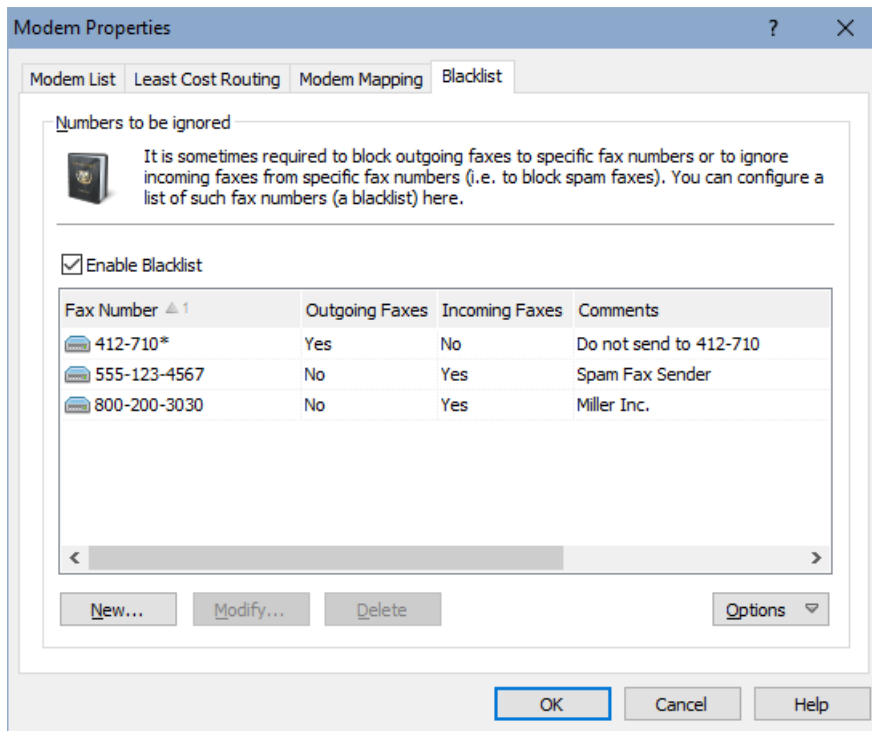 Modem Properties ?
Modem List Least Cost Routing Modem Mapping Blacklist
Numbers to be ignored
It is sometimes required to block outgoing faxes to specific fax numbers or to ignore
incoming faxes from specific fax numbers (i.e. to block spam faxes). You can configure a
list of such fax numbers (a blacklist) here.
Enable Blacklist
Fax Number 1 Outgoing Faxes Incoming Faxes Comments
412-710* Yes No Do not send to 412-710
555-123-4567 No Yes Spam Fax Sender
800-200-3030 No Yes Miller Inc.
New... Modify... Delete Options
OK Cancel Help